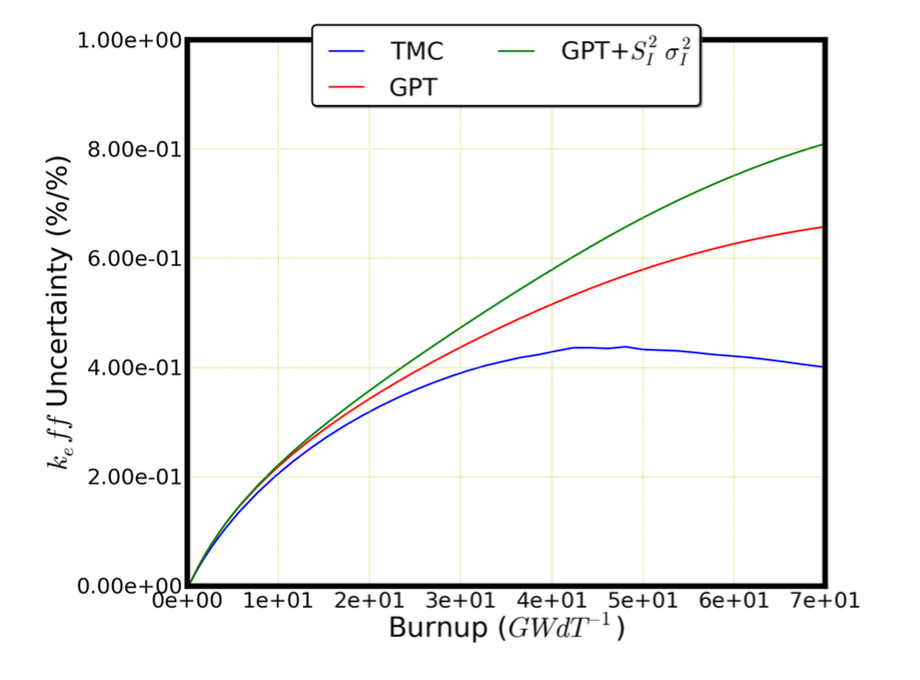 TMC
GPT+$S_I^2 \sigma_I^2$
GPT
1.00e+00
8.00e-01
6.00e-01
4.00e-01
2.00e-01
0.00e+00
$k_eff$ Uncertainty (%/%)
0e+00 1e+01 2e+01 3e+01 4e+01 5e+01 6e+01 7e+01
Burnup ($GWdT^{-1}$)